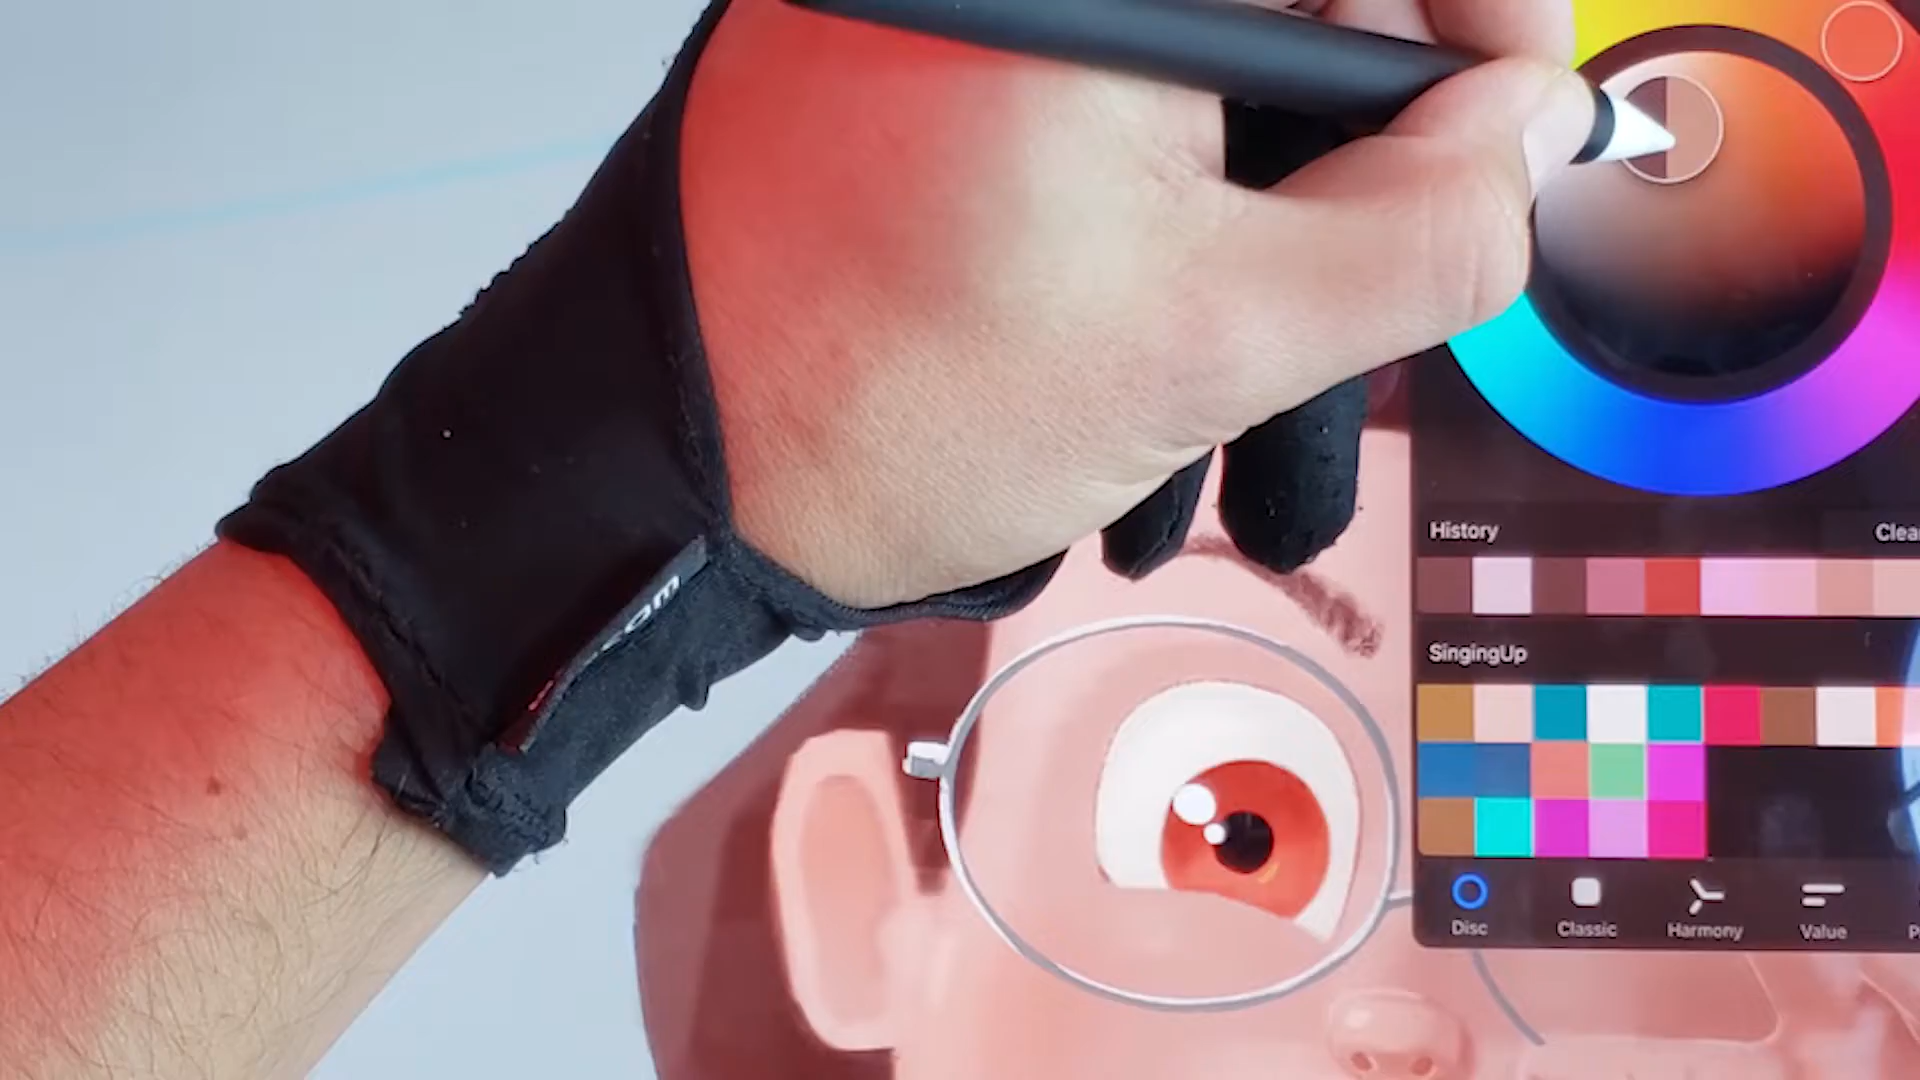 History
Clea
SingingUp
Disc
Classic
Harmony
Value
P